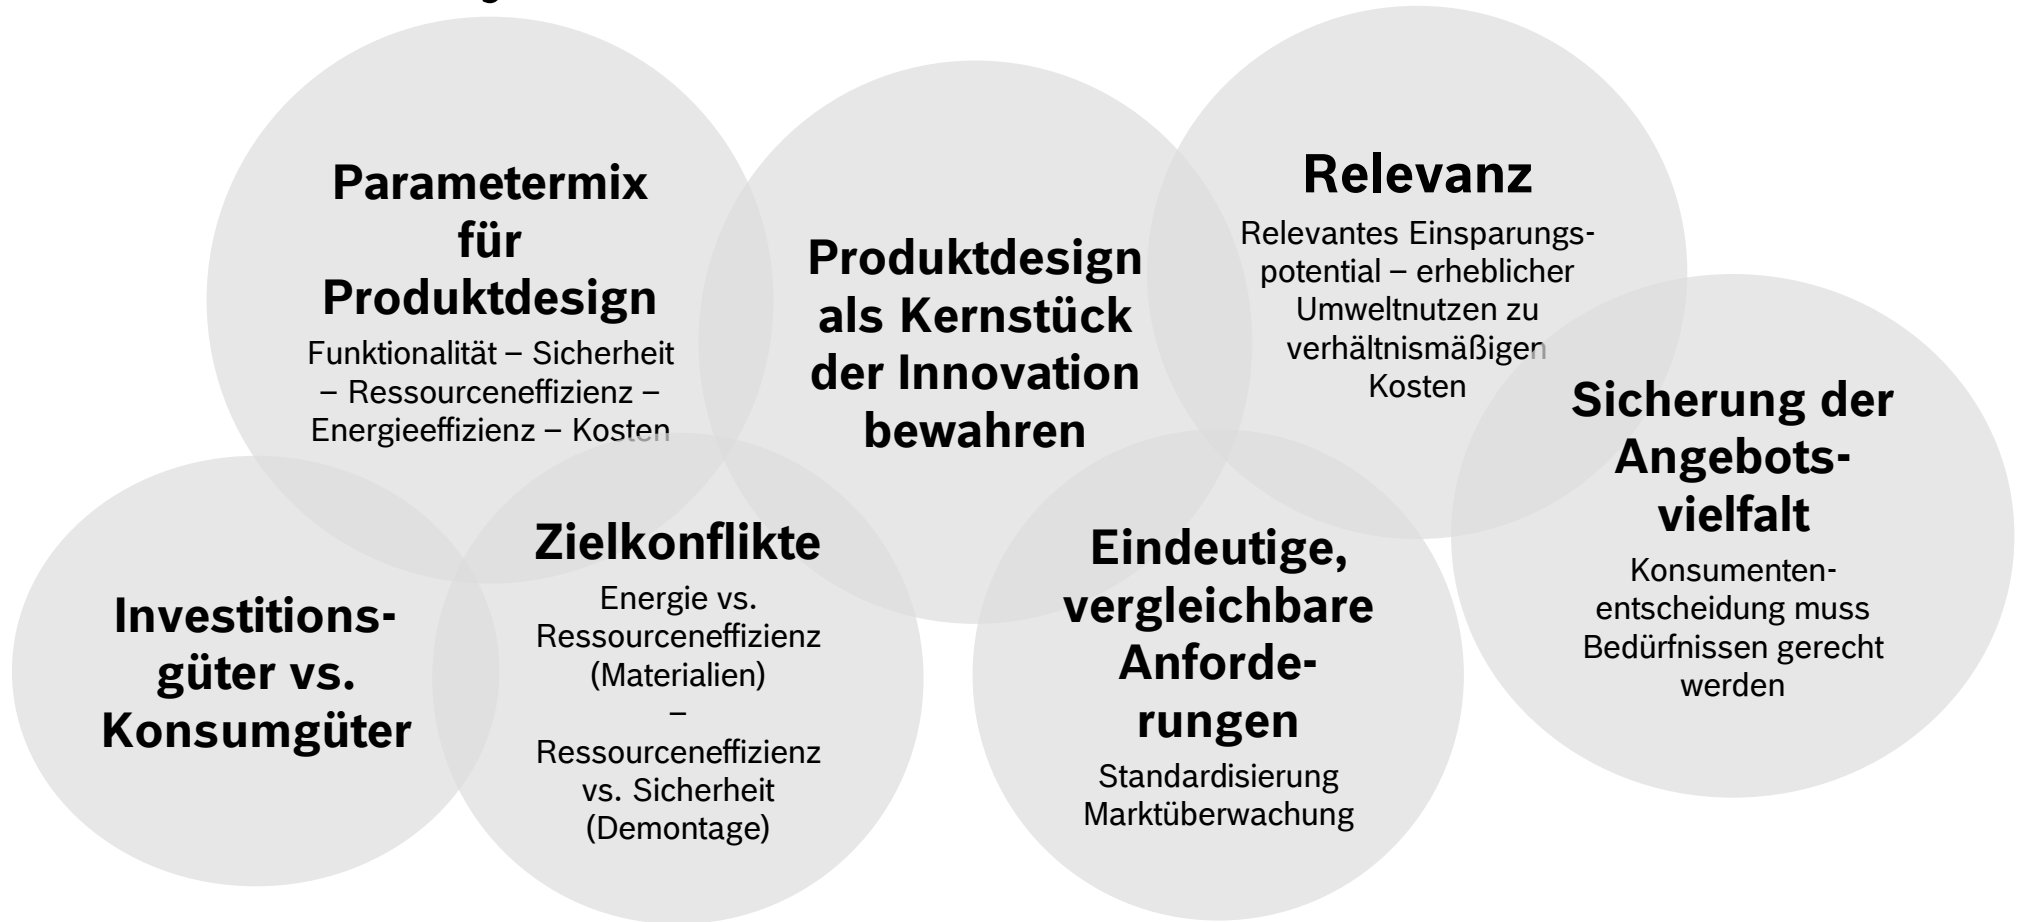 Parametermix
für
Produktdesign
Funktionalität – Sicherheit
– Ressourceneffizienz –
Energieeffizienz – Kosten
Produktdesign
als Kernstück
der Innovation
bewahren
Relevanz
Relevantes Einsparungs-
potential – erheblicher
Umweltnutzen zu
verhältnismäßigen
Kosten
Sicherung der
Angebots-
vielfalt
Konsumenten-
entscheidung muss
Bedürfnissen gerecht
werden
Investitions-
güter vs.
Konsumgüter
Zielkonflikte
Energie vs.
Ressourceneffizienz
(Materialien)
–
Ressourceneffizienz
vs. Sicherheit
(Demontage)
Eindeutige,
vergleichbare
Anforde-
rungen
Standardisierung
Marktüberwachung